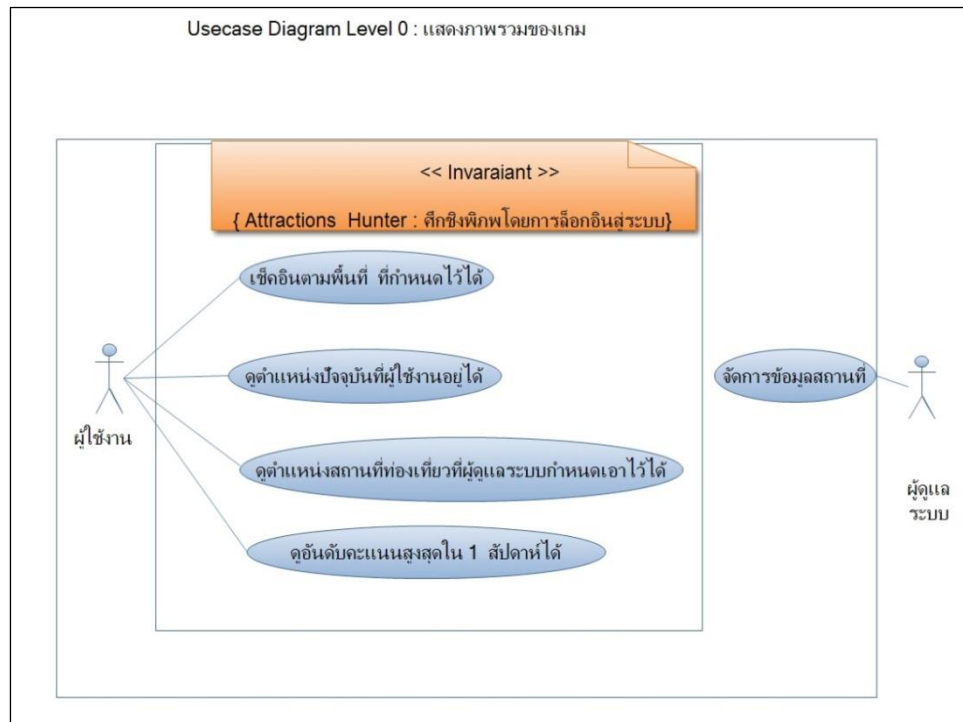 Usecase Diagram Level 0 : แสดงภาพรวมของเกม
<< Invaraiant >>
{ Attractions Hunter : ศึกชิงพิภพโดยการล็อกอินสู่ระบบ}
เช็คอินตามพื้นที่ ที่กำหนดไว้ได้
ดูตำแหน่งปัจจุบันที่ผู้ใช้งานอยู่ได้
จัดการข้อมูลสถานที่
ผู้ใช้งาน
ดูตำแหน่งสถานที่ท่องเที่ยวที่ผู้ดูแลระบบกำหนดเอาไว้ได้
ผู้ดูแล
ระบบ
ดูอันดับคะแนนสูงสุดใน 1 สัปดาห์ได้